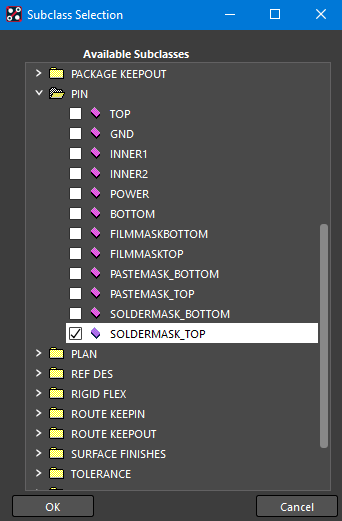 Subclass Selection
Available Subclasses
PACKAGE KEEPOUT
PIN
TOP
GND
INNER1
INNER2
POWER
BOTTOM
FILMMASKBOTTOM
FILMMASKTOP
PASTEMASK_BOTTOM
PASTEMASK_TOP
SOLDERMASK_BOTTOM
SOLDERMASK_TOP
PLAN
REF DES
RIGID FLEX
ROUTE KEEPIN
ROUTE KEEPOUT
SURFACE FINISHES
TOLERANCE
OK Cancel